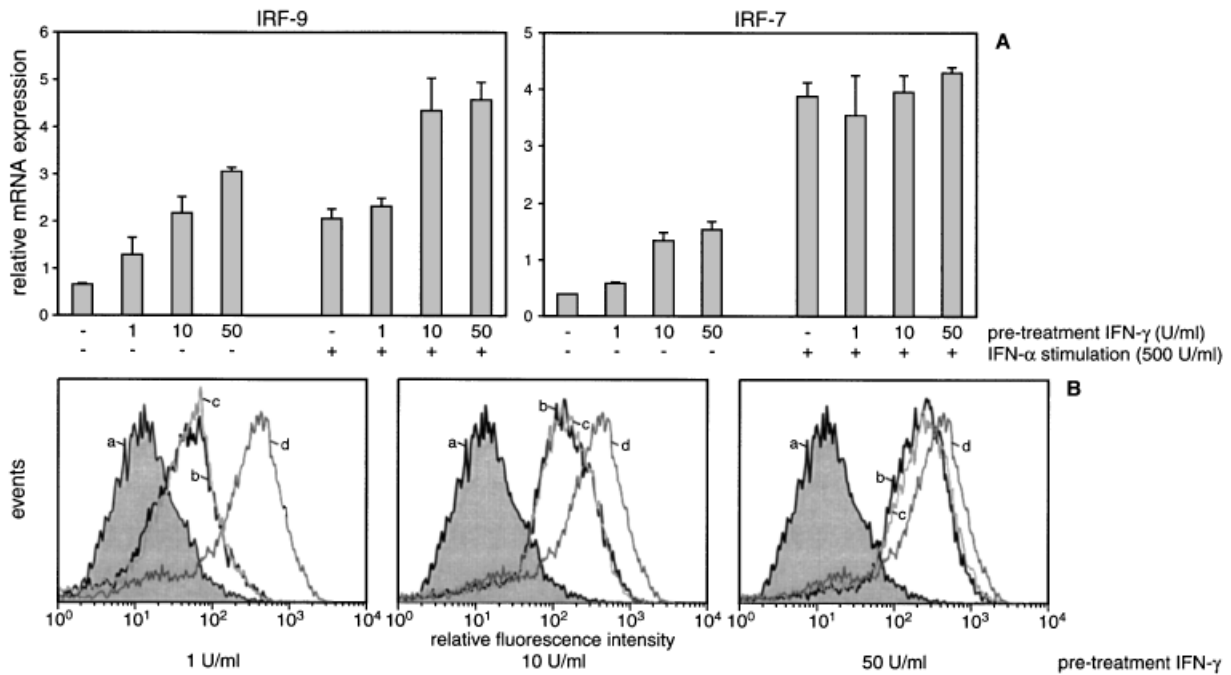 IRF-9
IRF-7
A
relative mRNA expression
6
5
4
3
2
1
0
5
4
3
2
1
0
- 1 10 50 - 1 10 50 - 1 10 50 - 1 10 50 pre-treatment IFN-γ (U/ml)
- - - - + + + + - - - - + + + + IFN-α stimulation (500 U/ml)
B
events
a
b
c
d
a
b
c
d
a
b
c
d
10⁰ 10¹ 10² 10³ 10⁴
10⁰ 10¹ 10² 10³ 10⁴
10⁰ 10¹ 10² 10³ 10⁴
relative fluorescence intensity
1 U/ml 10 U/ml 50 U/ml pre-treatment IFN-γ